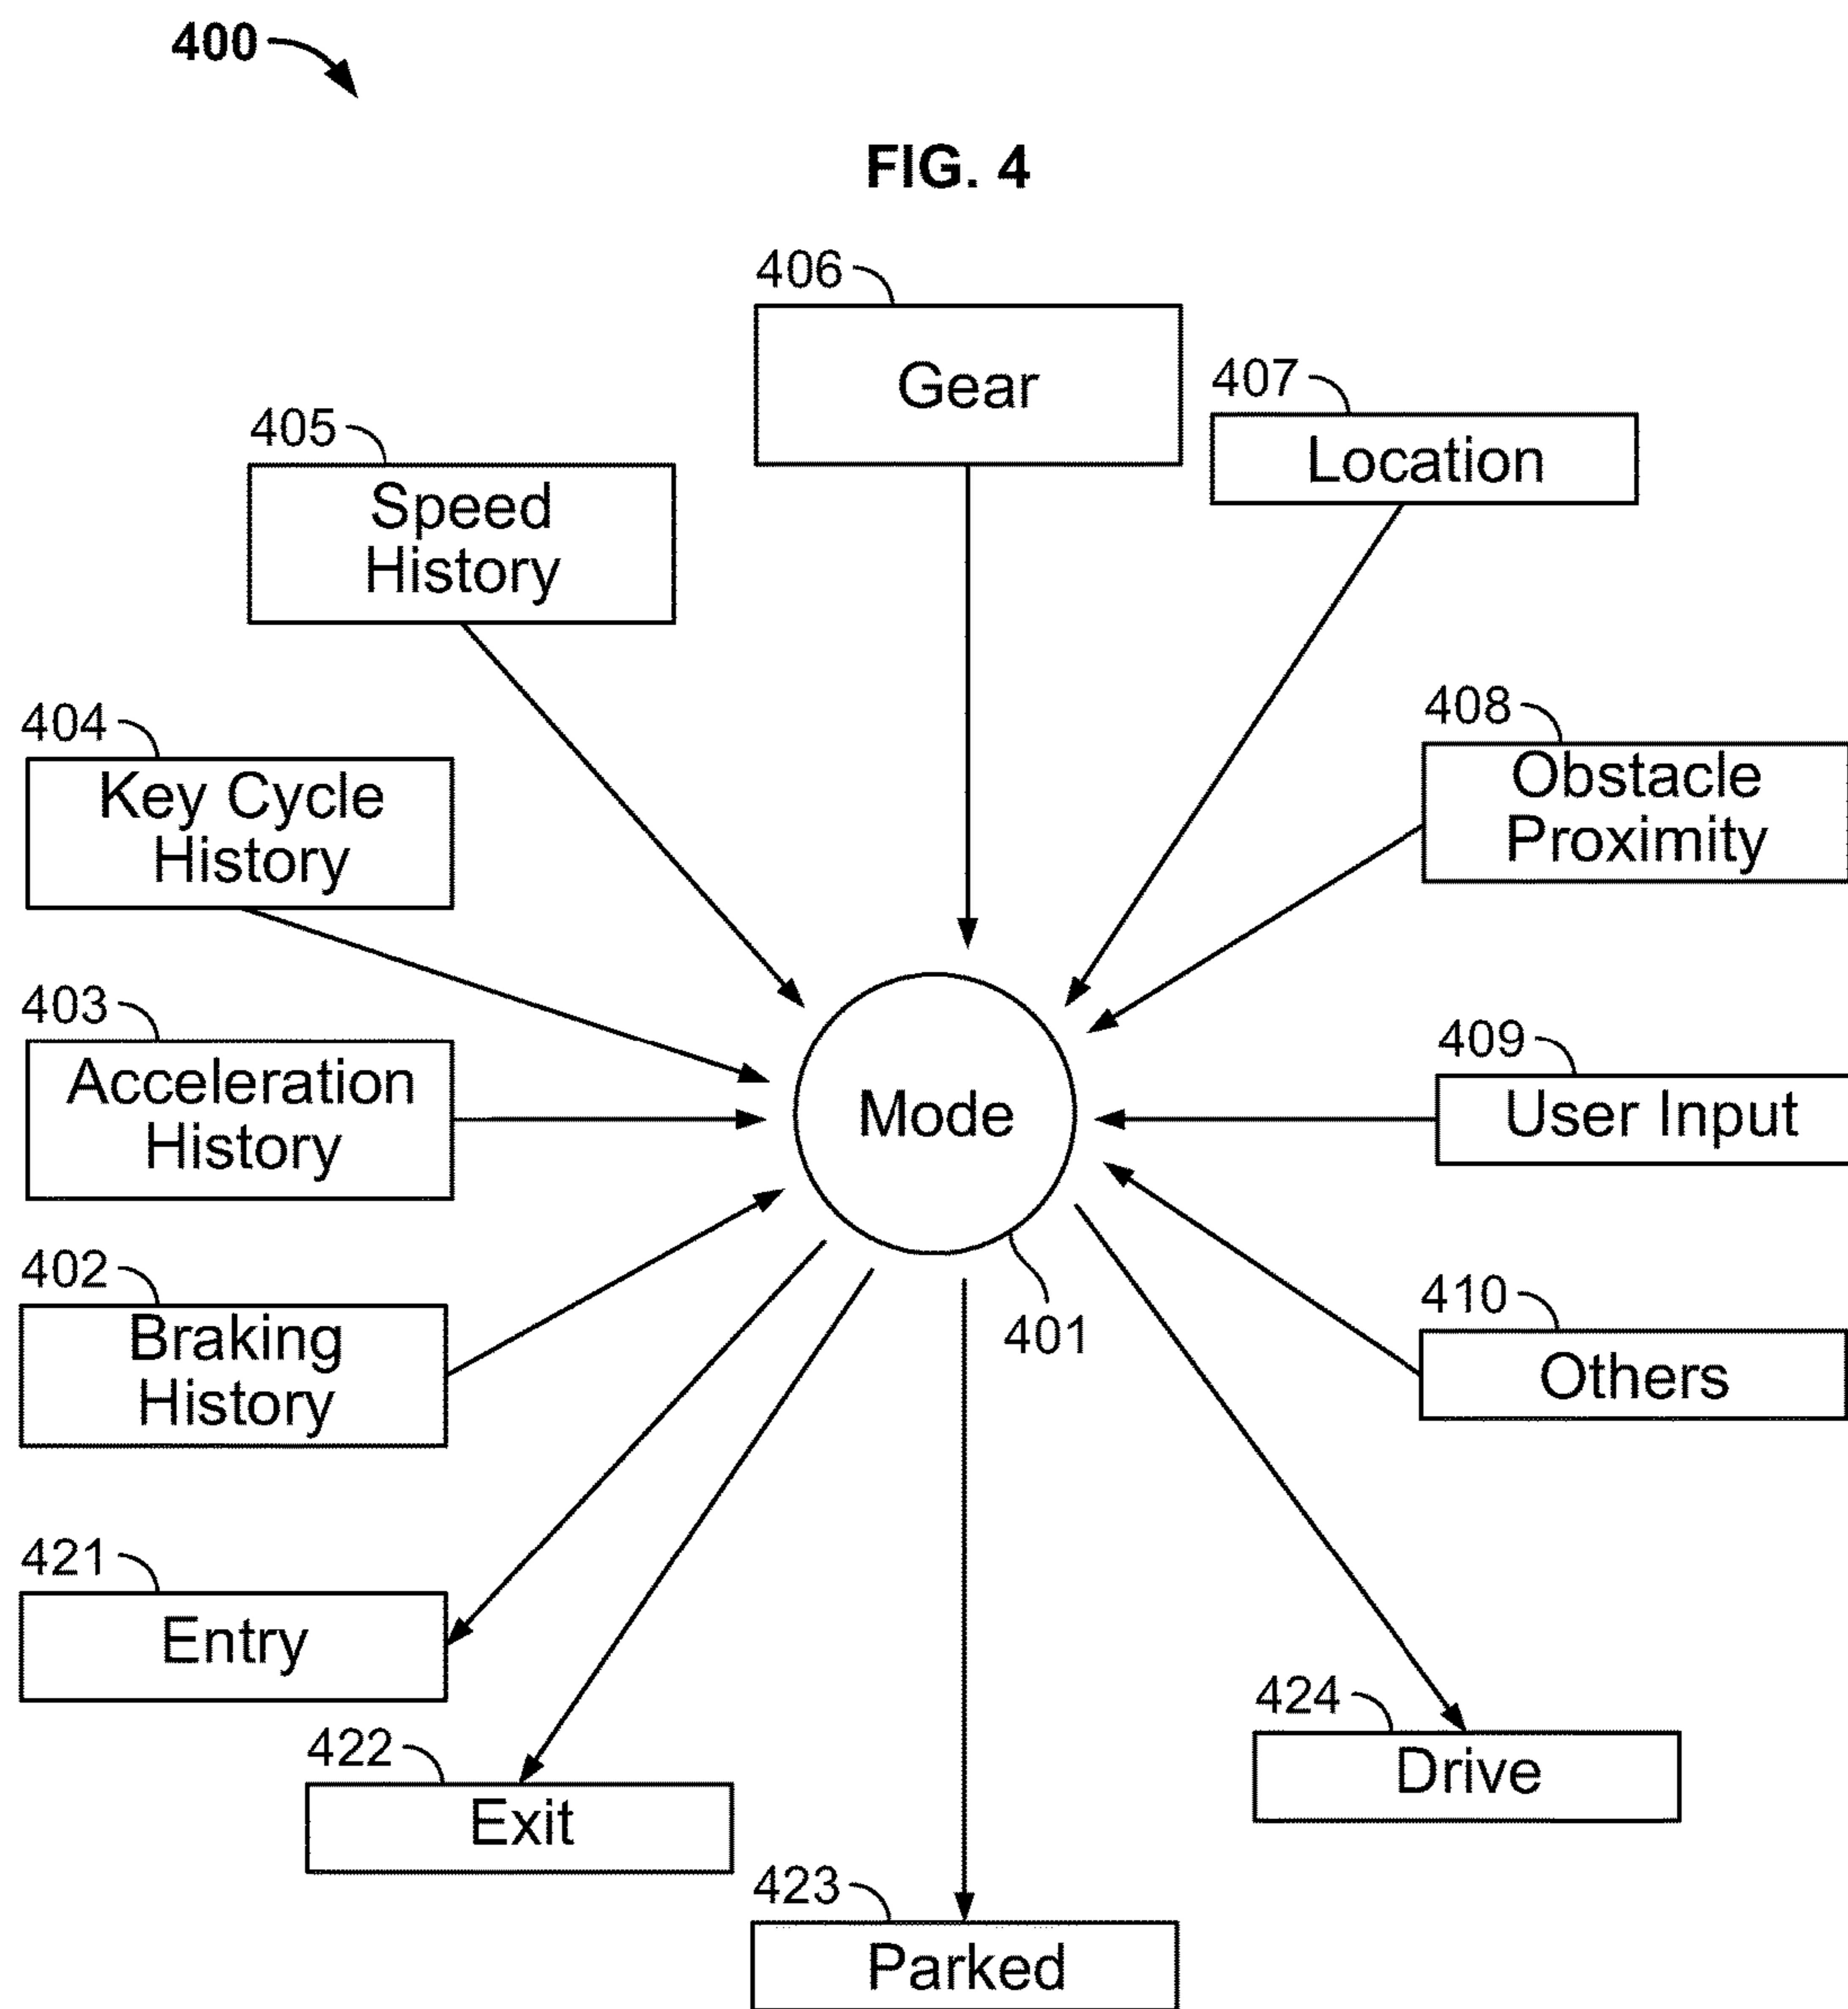 400
FIG. 4
406
Gear
407
Location
405
Speed
History
404
Key Cycle
History
408
Obstacle
Proximity
403
Acceleration
History
Mode
401
409
User Input
402
Braking
History
410
Others
421
Entry
422
Exit
424
Drive
423
Parked